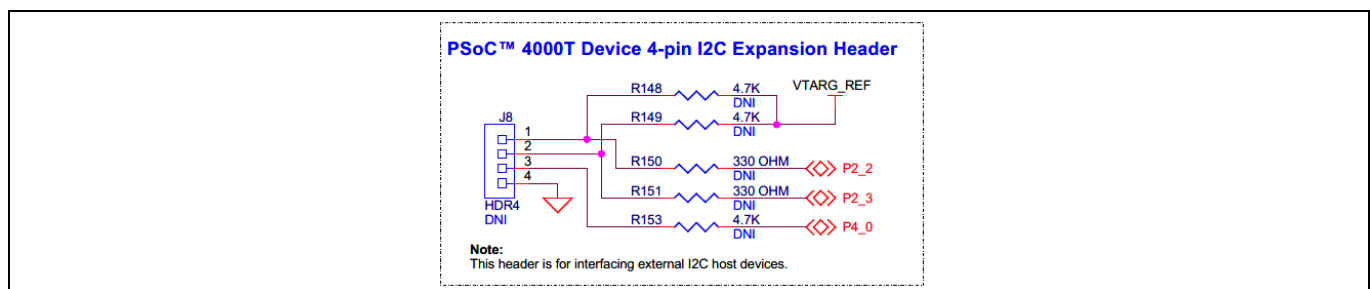 PSoC™ 4000T Device 4-pin I2C Expansion Header
R148 4.7K VTARG_REF
DNI
J8 R149 4.7K
1 DNI
2
3 R150 330 OHM P2_2
4 DNI
R151 330 OHM P2_3
HDR4 DNI
DNI R153 4.7K P4_0
DNI
Note:
This header is for interfacing external I2C host devices.